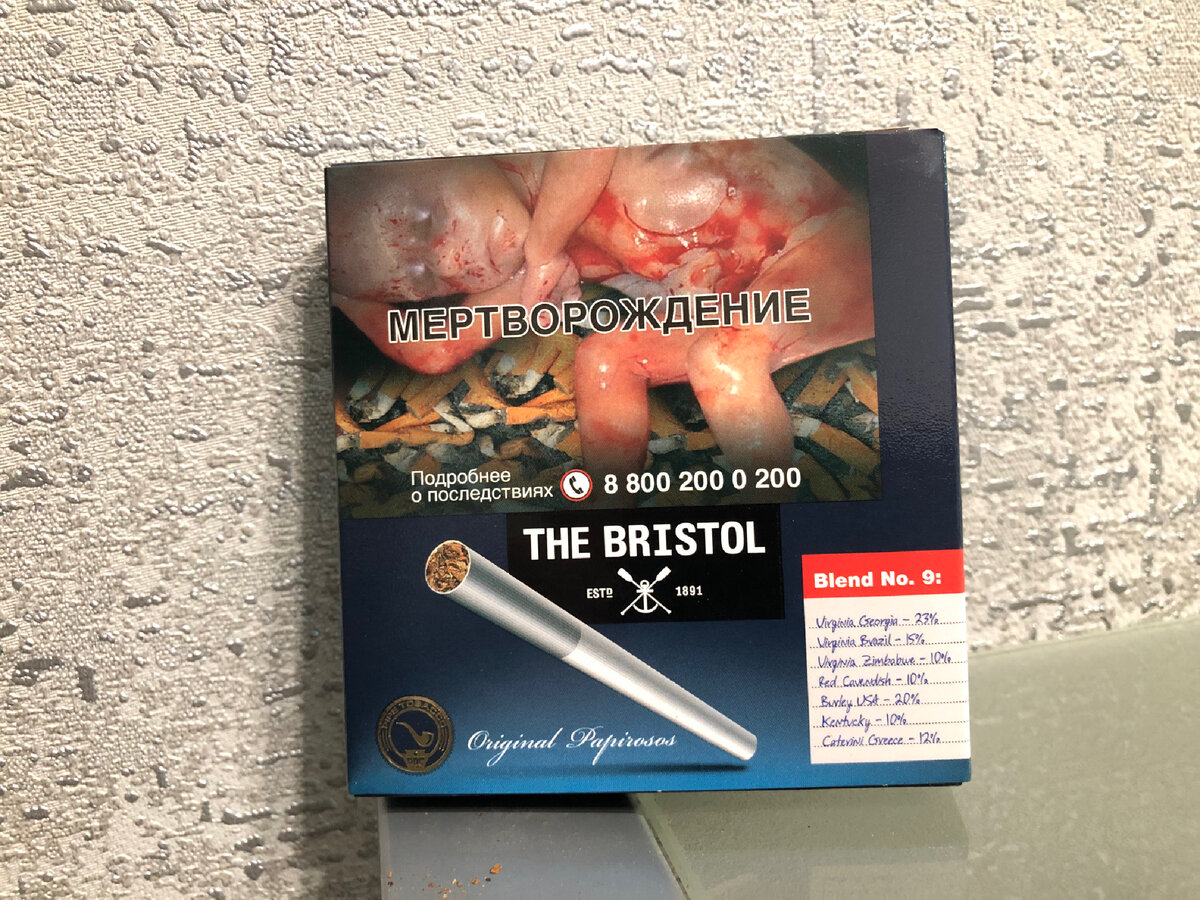 МЕРТВОРОЖДЕНИЕ
Подробнее
о последствиях 8 800 200 0 200
THE BRISTOL
ESTD 1891
Blend No. 9:
Virginia Georgia - 23%
Virginia Brazil - 15%
Virginia Zimbabwe - 10%
Red Cavendish - 10%
Burley USA - 20%
Kentucky - 10%
Caterini Greece - 12%
Original Papirosos